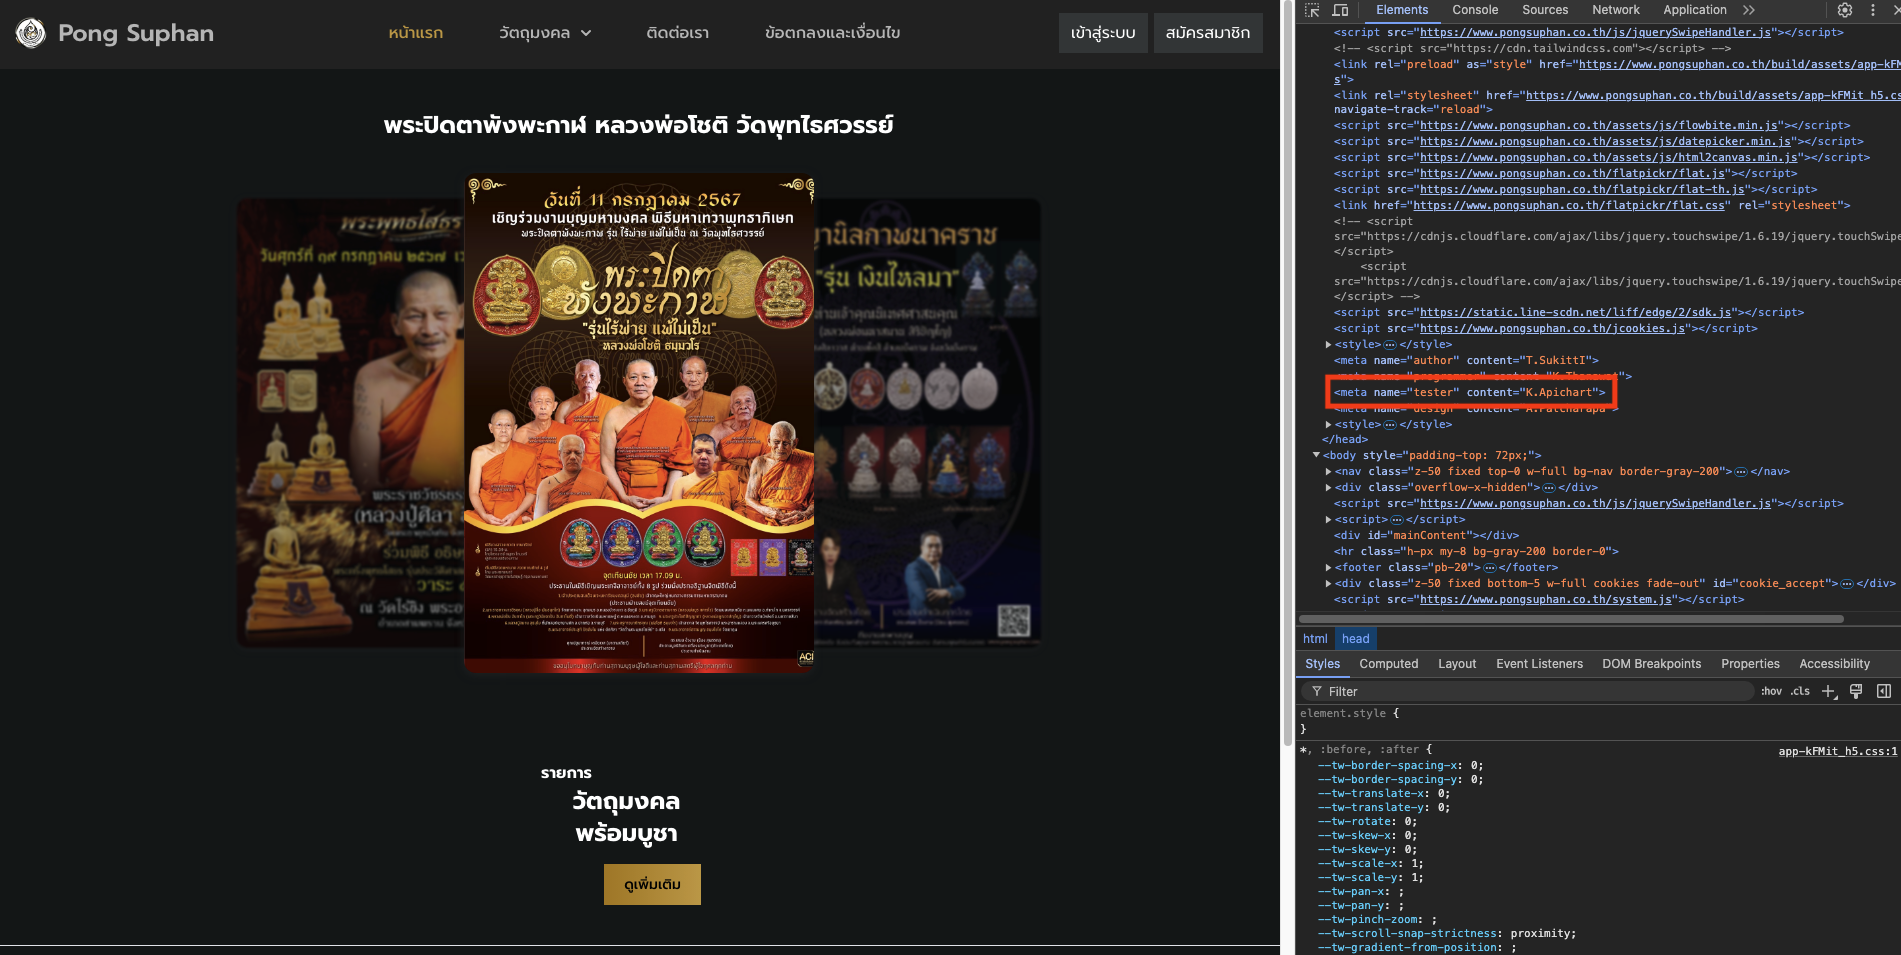 Pong Suphan
หน้าแรก
วัตถุมงคล
ติดต่อเรา
ข้อตกลงและเงื่อนไข
เข้าสู่ระบบ
สมัครสมาชิก
พระปิดตาพังพะกาฬ หลวงพ่อโชติ วัดพุทไธศวรรย์
พระพุทธโสธร
วันศุกร์ที่ ๑๙ กรกฎาคม ๒๕๖๗
วันที่ 11 กรกฎาคม 2567
เชิญร่วมงานบุญมหามงคล พิธีมหาเทวาพุทธาภิเษก
พระปิดตาพังพะกาฬ รุ่น ไร้พ่าย แพ้ไม่เป็น ณ วัดพุทไธศวรรย์
พระปิดตา
พังพะกาฬ
"รุ่นไร้พ่าย แพ้ไม่เป็น"
หลวงพ่อโชติ ธมฺมวโร
จุดเทียนชัย เวลา 17.09 น.
ACI
"รุ่น เงินไหลมา"
รายการ
วัตถุมงคล
พร้อมบูชา
ดูเพิ่มเติม
Elements
Console
Sources
Network
Application
<script src="https://www.pongsuphan.co.th/js/jquerySwipeHandler.js"></script>
<!-- <script src="https://cdn.tailwindcss.com"></script> -->
<link rel="preload" as="style" href="https://www.pongsuphan.co.th/build/assets/app-kFM
s">
<link rel="stylesheet" href="https://www.pongsuphan.co.th/build/assets/app-kFMit_h5.cs
navigate-track="reload">
<script src="https://www.pongsuphan.co.th/assets/js/flowbite.min.js"></script>
<script src="https://www.pongsuphan.co.th/assets/js/datepicker.min.js"></script>
<script src="https://www.pongsuphan.co.th/assets/js/html2canvas.min.js"></script>
<script src="https://www.pongsuphan.co.th/flatpickr/flat.js"></script>
<script src="https://www.pongsuphan.co.th/flatpickr/flat-th.js"></script>
<link href="https://www.pongsuphan.co.th/flatpickr/flat.css" rel="stylesheet">
<!-- <script
src="https://cdnjs.cloudflare.com/ajax/libs/jquery.touchswipe/1.6.19/jquery.touchSwipe
</script>
<script
src="https://cdnjs.cloudflare.com/ajax/libs/jquery.touchswipe/1.6.19/jquery.touchSwipe
</script> -->
<script src="https://static.line-scdn.net/liff/edge/2/sdk.js"></script>
<script src="https://www.pongsuphan.co.th/jcookies.js"></script>
<style>…</style>
<meta name="author" content="T.SukittI">
<meta name="programmer" content="K.Thanawat">
<meta name="tester" content="K.Apichart">
<meta name="design" content="A.Patcharapa">
<style>…</style>
</head>
<body style="padding-top: 72px;">
<nav class="z-50 fixed top-0 w-full bg-nav border-gray-200">…</nav>
<div class="overflow-x-hidden">…</div>
<script src="https://www.pongsuphan.co.th/js/jquerySwipeHandler.js"></script>
<script>…</script>
<div id="mainContent"></div>
<hr class="h-px my-8 bg-gray-200 border-0">
<footer class="pb-20">…</footer>
<div class="z-50 fixed bottom-5 w-full cookies fade-out" id="cookie_accept">…</div>
<script src="https://www.pongsuphan.co.th/system.js"></script>
html head
Styles Computed Layout Event Listeners DOM Breakpoints Properties Accessibility
Filter
:hov .cls
element.style {
}
*, :before, :after {
app-kFMit_h5.css:1
--tw-border-spacing-x: 0;
--tw-border-spacing-y: 0;
--tw-translate-x: 0;
--tw-translate-y: 0;
--tw-rotate: 0;
--tw-skew-x: 0;
--tw-skew-y: 0;
--tw-scale-x: 1;
--tw-scale-y: 1;
--tw-pan-x: ;
--tw-pan-y: ;
--tw-pinch-zoom: ;
--tw-scroll-snap-strictness: proximity;
--tw-gradient-from-position: ;